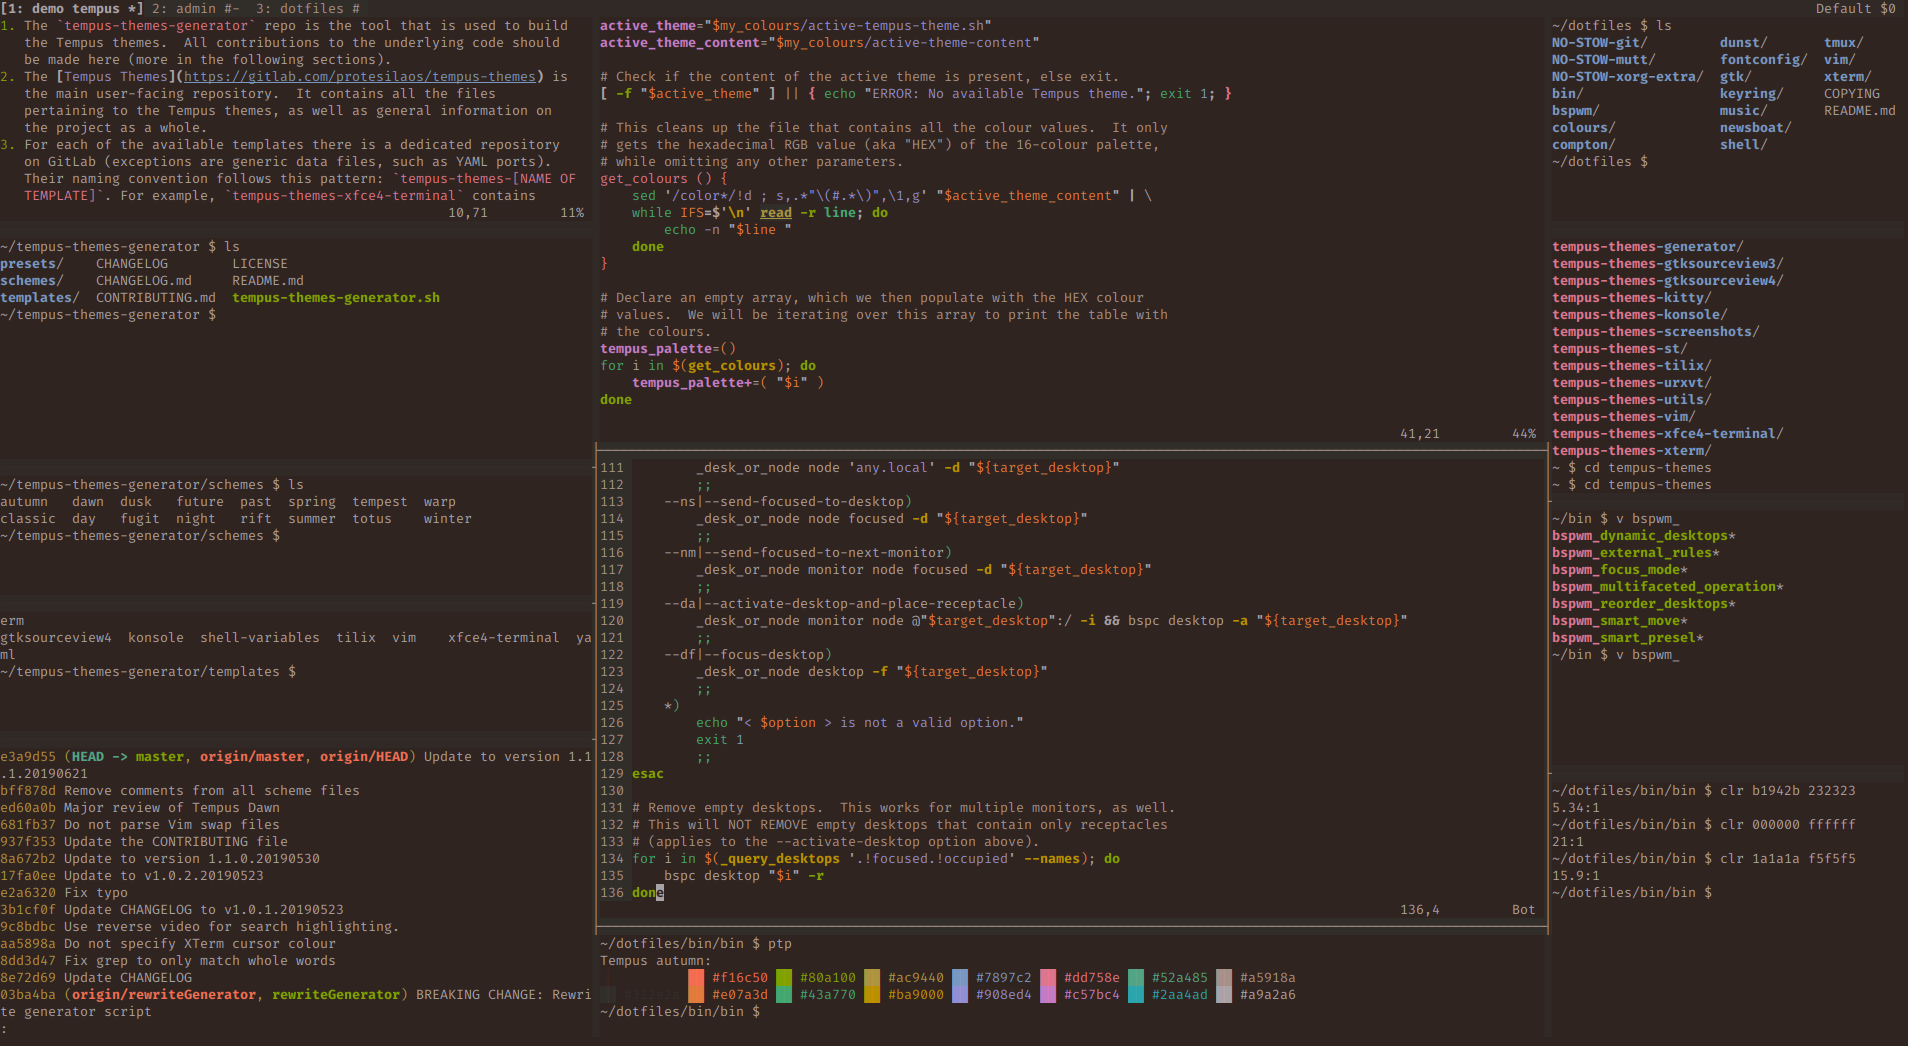 [1: demo tempus *] 2: admin #- 3: dotfiles #
Default $0
1. The `tempus-themes-generator` repo is the tool that is used to build
the Tempus themes.  All contributions to the underlying code should
be made here (more in the following sections).
2. The [Tempus Themes](https://gitlab.com/protesilaos/tempus-themes) is
the main user-facing repository.  It contains all the files
pertaining to the Tempus themes, as well as general information on
the project as a whole.
3. For each of the available templates there is a dedicated repository
on GitLab (exceptions are generic data files, such as YAML ports).
Their naming convention follows this pattern: `tempus-themes-[NAME OF
TEMPLATE]`. For example, `tempus-themes-xfce4-terminal` contains
10,71 11%
~/tempus-themes-generator $ ls
presets/ CHANGELOG LICENSE
schemes/ CHANGELOG.md README.md
templates/ CONTRIBUTING.md tempus-themes-generator.sh
~/tempus-themes-generator $
~/tempus-themes-generator/schemes $ ls
autumn dawn dusk future past spring tempest warp
classic day fugit night rift summer totus winter
~/tempus-themes-generator/schemes $
erm
gtksourceview4 konsole shell-variables tilix vim xfce4-terminal ya
ml
~/tempus-themes-generator/templates $
e3a9d55 (HEAD -> master, origin/master, origin/HEAD) Update to version 1.1
.1.20190621
bff878d Remove comments from all scheme files
ed60a0b Major review of Tempus Dawn
681fb37 Do not parse Vim swap files
937f353 Update the CONTRIBUTING file
8a672b2 Update to version 1.1.0.20190530
17fa0ee Update to v1.0.2.20190523
e2a6320 Fix typo
3b1cf0f Update CHANGELOG to v1.0.1.20190523
9c8bdbc Use reverse video for search highlighting.
aa5898a Do not specify XTerm cursor colour
8dd3d47 Fix grep to only match whole words
8e72d69 Update CHANGELOG
03ba4ba (origin/rewriteGenerator, rewriteGenerator) BREAKING CHANGE: Rewri
te generator script
:
active_theme="$my_colours/active-tempus-theme.sh"
active_theme_content="$my_colours/active-theme-content"
# Check if the content of the active theme is present, else exit.
[ -f "$active_theme" ] || { echo "ERROR: No available Tempus theme."; exit 1; }
# This cleans up the file that contains all the colour values.  It only
# gets the hexadecimal RGB value (aka "HEX") of the 16-colour palette,
# while omitting any other parameters.
get_colours () {
sed '/color*/!d ; s,.*"\(#.*\)",\1,g' "$active_theme_content" | \
while IFS=$'\n' read -r line; do
echo -n "$line "
done
}
# Declare an empty array, which we then populate with the HEX colour
# values.  We will be iterating over this array to print the table with
# the colours.
tempus_palette=()
for i in $(get_colours); do
tempus_palette+=( "$i" )
done
41,21 44%
111 _desk_or_node node 'any.local' -d "${target_desktop}"
112 ;;
113 --ns|--send-focused-to-desktop)
114 _desk_or_node node focused -d "${target_desktop}"
115 ;;
116 --nm|--send-focused-to-next-monitor)
117 _desk_or_node monitor node focused -d "${target_desktop}"
118 ;;
119 --da|--activate-desktop-and-place-receptacle)
120 _desk_or_node monitor node @"$target_desktop":/ -i && bspc desktop -a "${target_desktop}"
121 ;;
122 --df|--focus-desktop)
123 _desk_or_node desktop -f "${target_desktop}"
124 ;;
125 *)
126 echo "< $option > is not a valid option."
127 exit 1
128 ;;
129 esac
130
131 # Remove empty desktops.  This works for multiple monitors, as well.
132 # This will NOT REMOVE empty desktops that contain only receptacles
133 # (applies to the --activate-desktop option above).
134 for i in $(_query_desktops '.!focused.!occupied' --names); do
135 bspc desktop "$i" -r
136 done
136,4 Bot
~/dotfiles/bin/bin $ ptp
Tempus autumn:
#f16c50 #80a100 #ac9440 #7897c2 #dd758e #52a485 #a5918a
#e07a3d #43a770 #ba9000 #908ed4 #c57bc4 #2aa4ad #a9a2a6
~/dotfiles/bin/bin $
~/dotfiles $ ls
NO-STOW-git/ dunst/ tmux/
NO-STOW-mutt/ fontconfig/ vim/
NO-STOW-xorg-extra/ gtk/ xterm/
bin/ keyring/ COPYING
bspwm/ music/ README.md
colours/ newsboat/
compton/ shell/
~/dotfiles $
tempus-themes-generator/
tempus-themes-gtksourceview3/
tempus-themes-gtksourceview4/
tempus-themes-kitty/
tempus-themes-konsole/
tempus-themes-screenshots/
tempus-themes-st/
tempus-themes-tilix/
tempus-themes-urxvt/
tempus-themes-utils/
tempus-themes-vim/
tempus-themes-xfce4-terminal/
tempus-themes-xterm/
~ $ cd tempus-themes
~ $ cd tempus-themes
~/bin $ v bspwm_
bspwm_dynamic_desktops*
bspwm_external_rules*
bspwm_focus_mode*
bspwm_multifaceted_operation*
bspwm_reorder_desktops*
bspwm_smart_move*
bspwm_smart_presel*
~/bin $ v bspwm_
~/dotfiles/bin/bin $ clr b1942b 232323
5.34:1
~/dotfiles/bin/bin $ clr 000000 ffffff
21:1
~/dotfiles/bin/bin $ clr 1a1a1a f5f5f5
15.9:1
~/dotfiles/bin/bin $